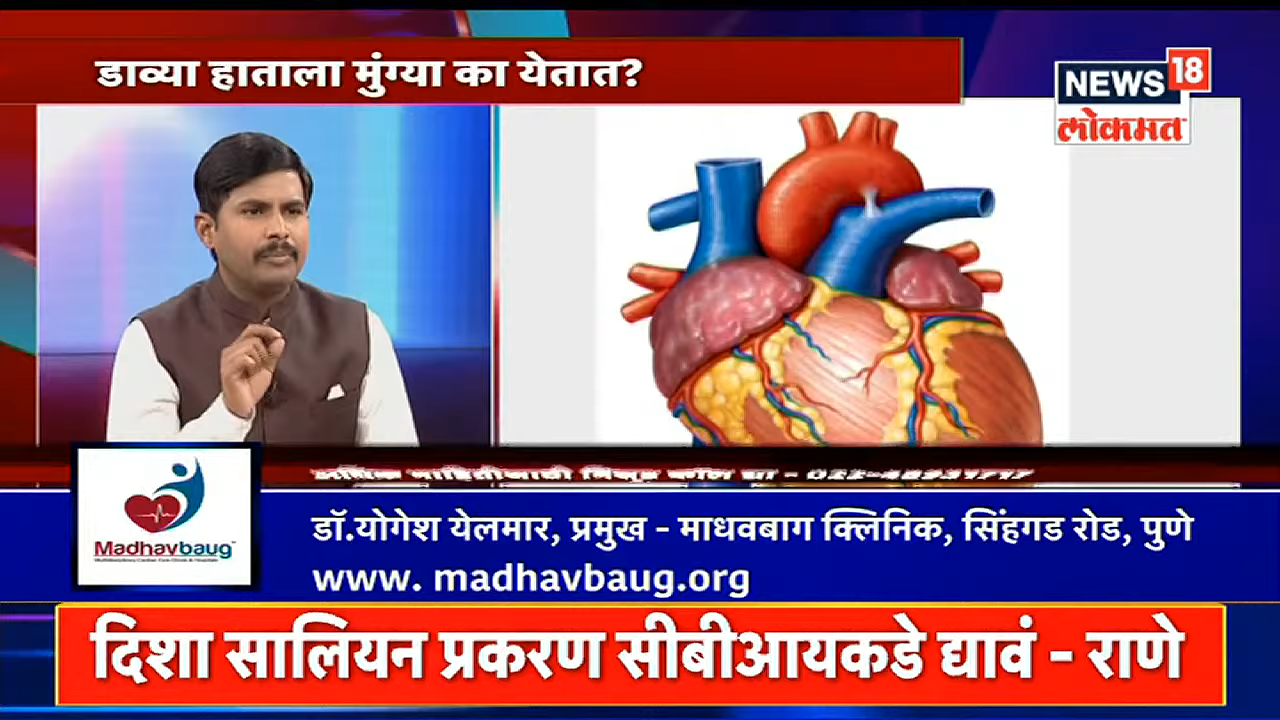 डाव्या हाताला मुंग्या का येतात?
NEWS 18
लोकमत
Madhavbaug
डॉ.योगेश येलमार, प्रमुख - माधवबाग क्लिनिक, सिंहगड रोड, पुणे
www. madhavbaug.org
दिशा सालियन प्रकरण सीबीआयकडे द्यावं - राणे